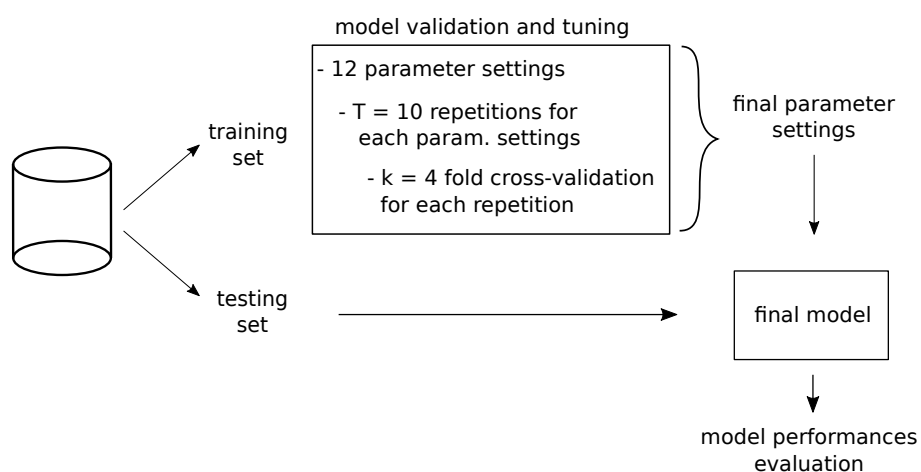 model validation and tuning
- 12 parameter settings
- T = 10 repetitions for
each param. settings
- k = 4 fold cross-validation
for each repetition
training
set
final parameter
settings
testing
set
final model
model performances
evaluation